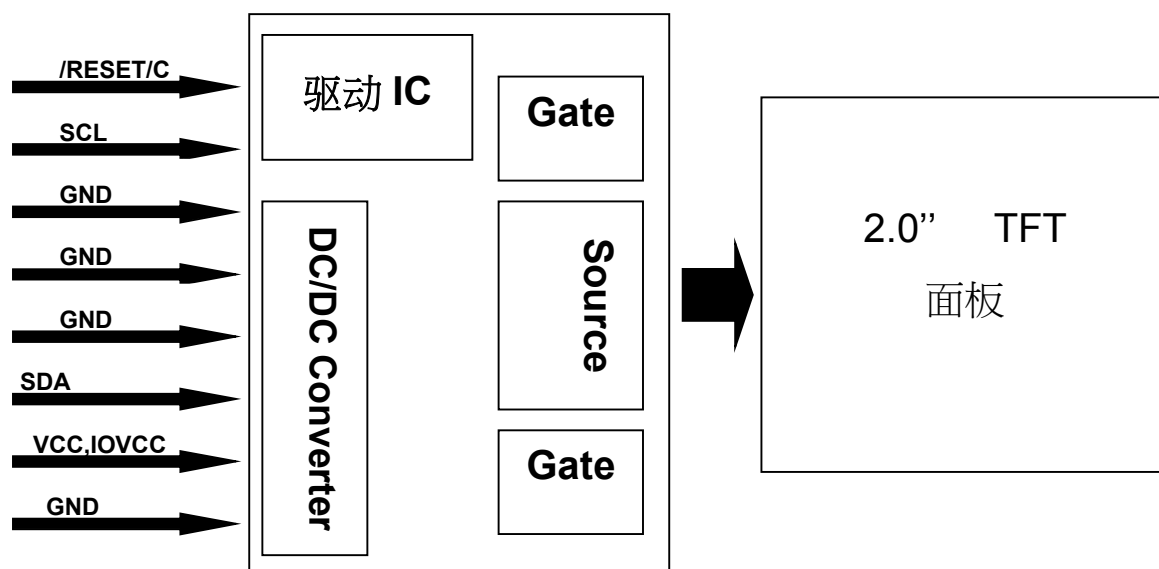 /RESET/C
SCL
GND
GND
GND
SDA
VCC,IOVCC
GND
驱动 IC
DC/DC Converter
Gate
Source
Gate
2.0’’ TFT
面板